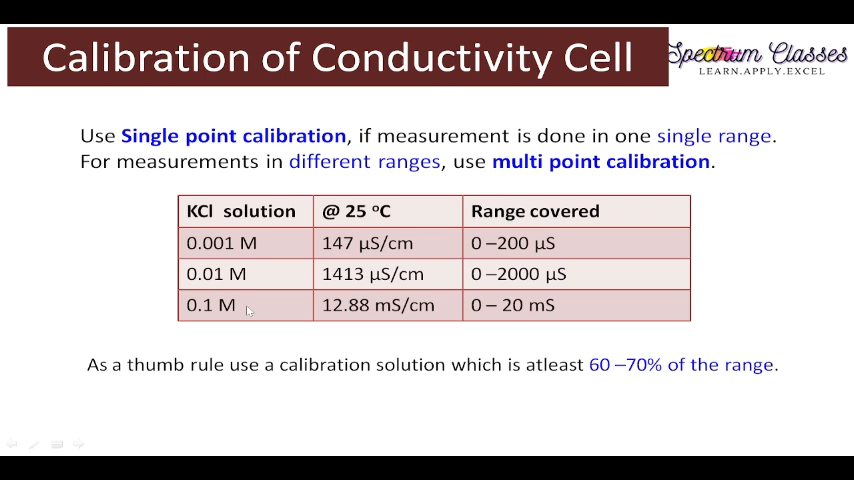 Calibration of Conductivity Cell
Spectrum Classes
LEARN.APPLY.EXCEL
Use Single point calibration, if measurement is done in one single range.
For measurements in different ranges, use multi point calibration.
KCl solution @ 25 ºC Range covered
0.001 M 147 µS/cm 0 –200 µS
0.01 M 1413 µS/cm 0 –2000 µS
0.1 M 12.88 mS/cm 0 – 20 mS
As a thumb rule use a calibration solution which is atleast 60 –70% of the range.